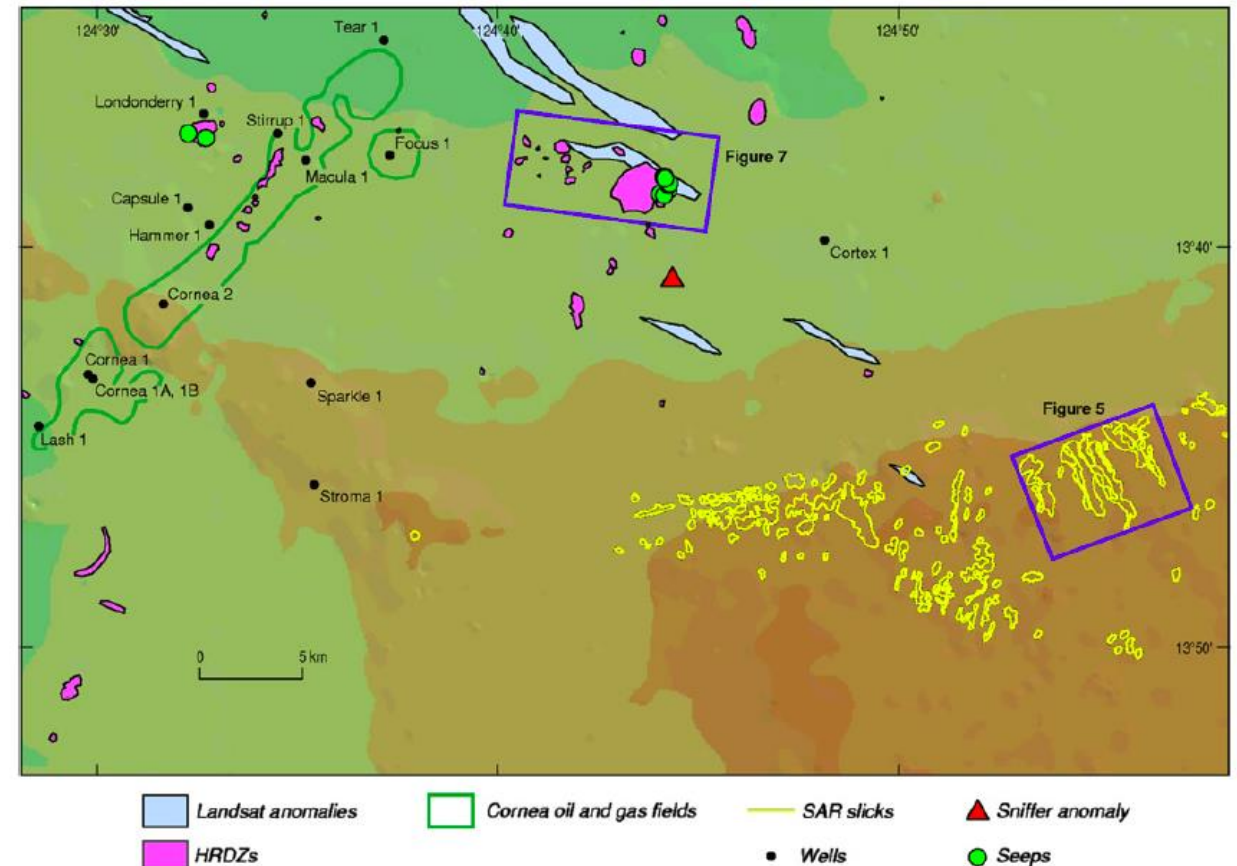 124°30'
Tear 1
124°40'
124°50'
Londonderry 1
Stirrup 1
Focus 1
Figure 7
Macula 1
Capsule 1
Hammer 1
Cortex 1
13°40'
Cornea 2
Cornea 1
Cornea 1A, 1B
Sparkle 1
Figure 5
Lash 1
Stroma 1
0 5 km
13°50'
Landsat anomalies
Cornea oil and gas fields
SAR slicks
Sniffer anomaly
HRDZs
Wells
Seeps